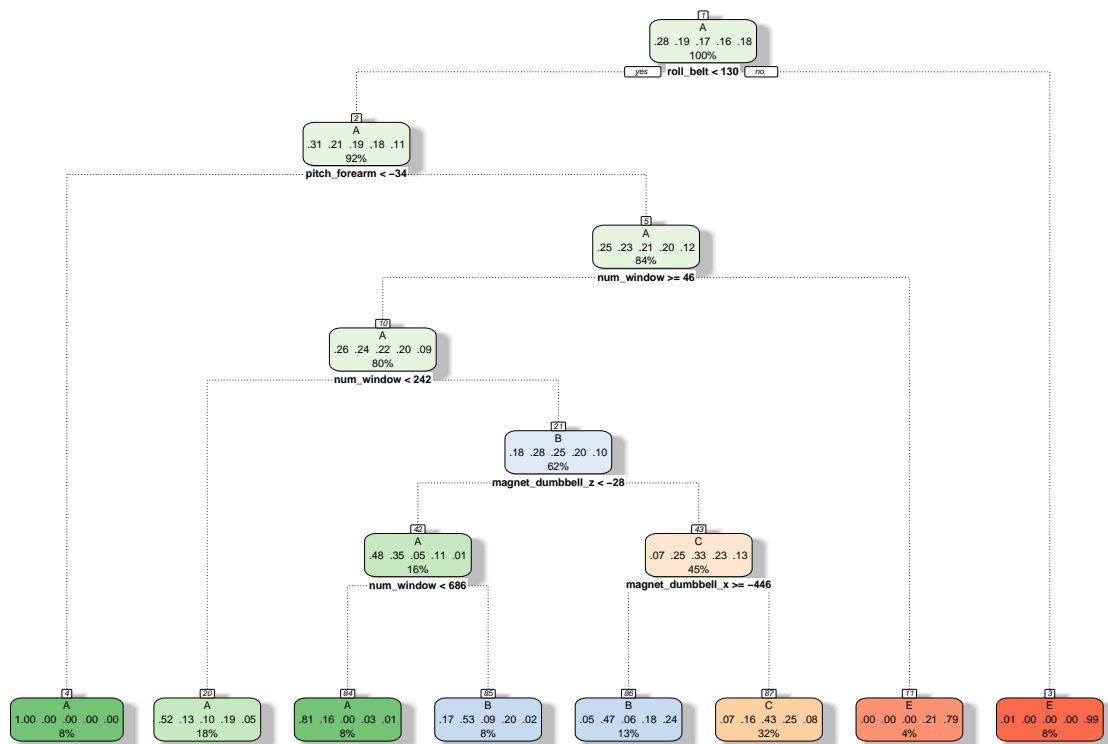 1
A
.28 .19 .17 .16 .18
100%
yes roll_belt < 130 no
2
A
.31 .21 .19 .18 .11
92%
pitch_forearm < −34
5
A
.25 .23 .21 .20 .12
84%
num_window >= 46
10
A
.26 .24 .22 .20 .09
80%
num_window < 242
21
B
.18 .28 .25 .20 .10
62%
magnet_dumbbell_z < −28
42
A
.48 .35 .05 .11 .01
16%
num_window < 686
43
C
.07 .25 .33 .23 .13
45%
magnet_dumbbell_x >= −446
4
A
1.00 .00 .00 .00 .00
8%
20
A
.52 .13 .10 .19 .05
18%
84
A
.81 .16 .00 .03 .01
8%
85
B
.17 .53 .09 .20 .02
8%
86
B
.05 .47 .06 .18 .24
13%
87
C
.07 .16 .43 .25 .08
32%
11
E
.00 .00 .00 .21 .79
4%
3
E
.01 .00 .00 .00 .99
8%